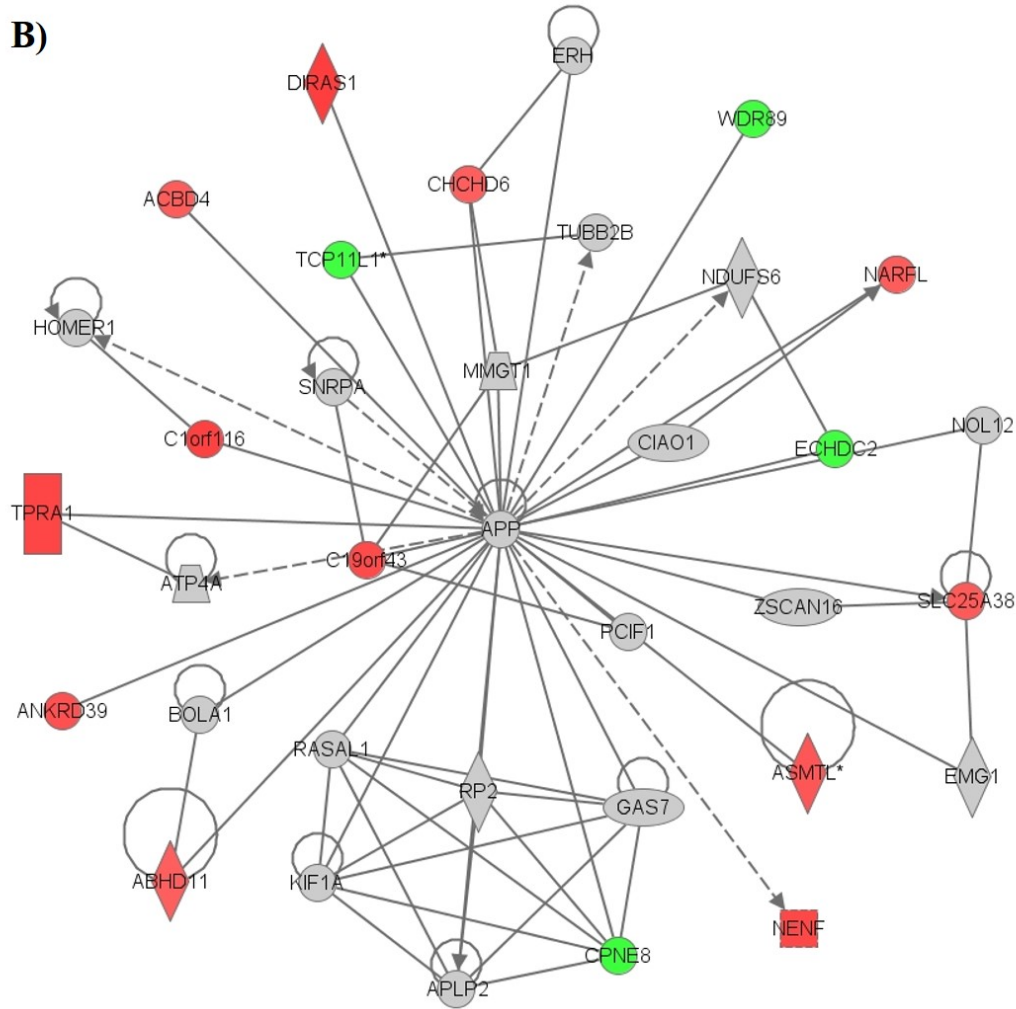 B)
ERH
DIRAS1
WDR89
CHCHD6
ACBD4
TUBB2B
TCP11L1*
NDUFS6
NARFL
HOMER1
SNRPA
MMGT1
NOL12
C1orf116
CIAO1
ECHDC2
TPRA1
APP
C19orf43
ATP4A
ZSCAN16
SLC25A38
PCIF1
ANKRD39
BOLA1
RASAL1
ASMTL*
EMG1
RP2
GAS7
ABHD11
KIF1A
NENF
CPNE8
APLP2